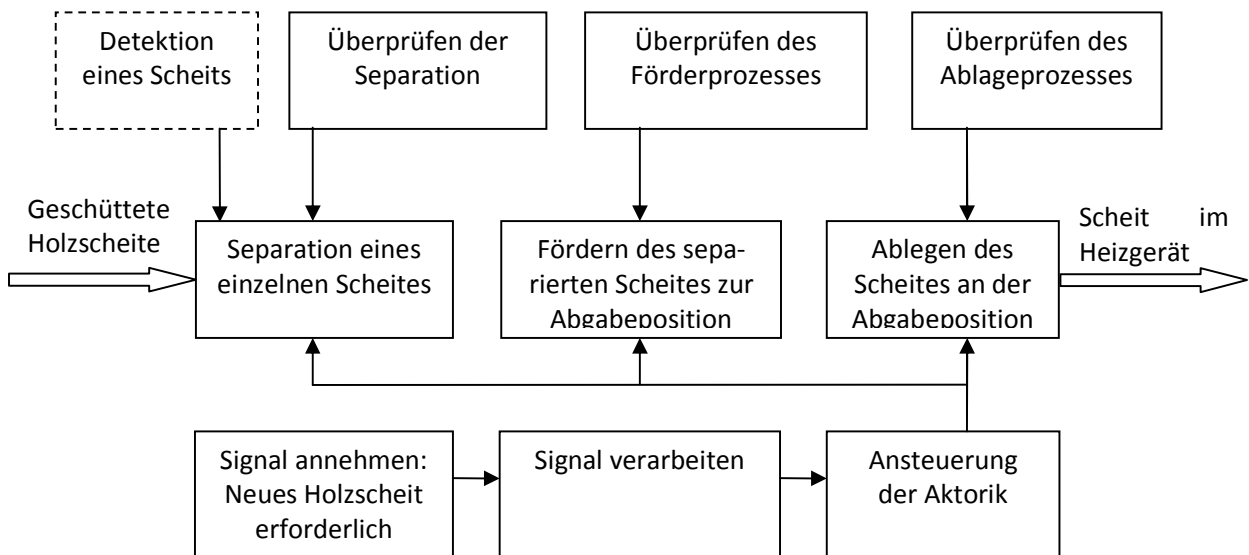 Detektion
eines Scheits
Überprüfen der
Separation
Überprüfen des
Förderprozesses
Überprüfen des
Ablageprozesses
Geschüttete
Holzscheite
Separation eines
einzelnen Scheites
Fördern des sepa-
rierten Scheites zur
Abgabeposition
Ablegen des
Scheites an der
Abgabeposition
Scheit im
Heizgerät
Signal annehmen:
Neues Holzscheit
erforderlich
Signal verarbeiten
Ansteuerung
der Aktorik